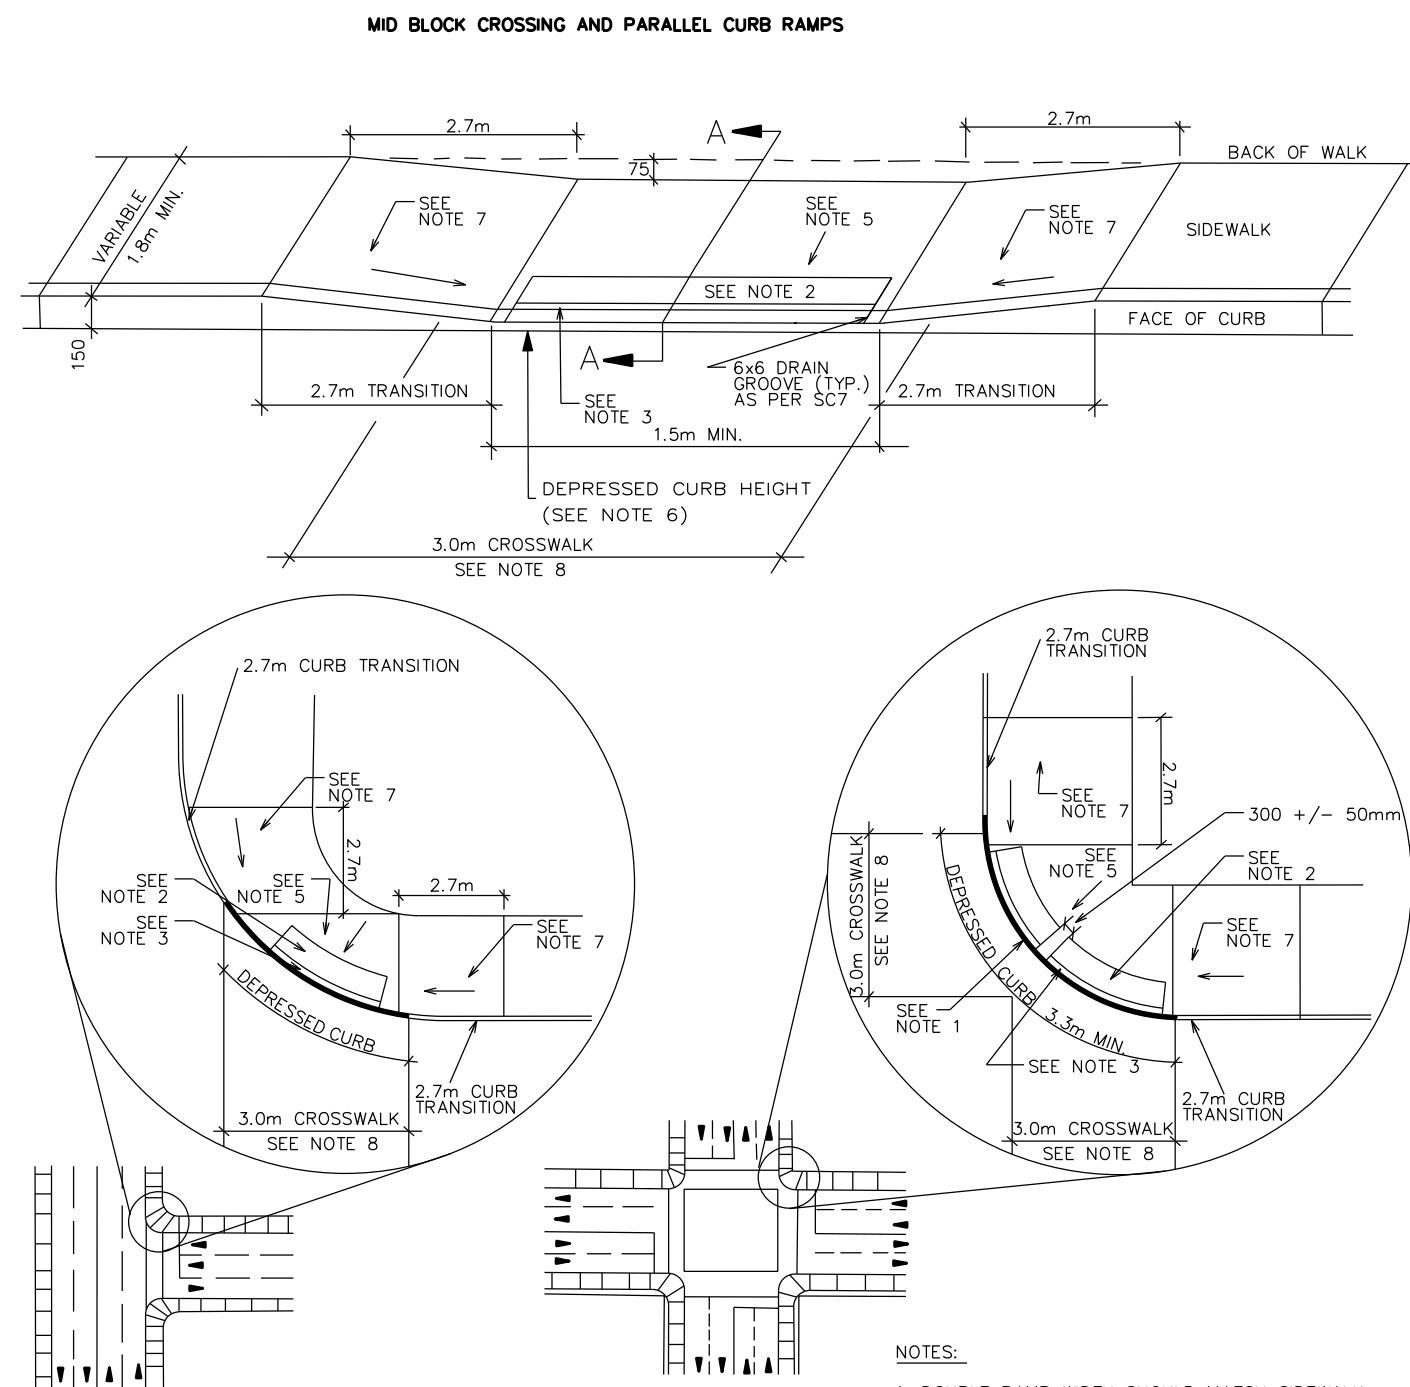 MID BLOCK CROSSING AND PARALLEL CURB RAMPS
2.7m
A
2.7m
BACK OF WALK
75
VARIABLE
1.8m MIN.
SEE
NOTE 7
SEE
NOTE 5
SEE
NOTE 7
SIDEWALK
SEE NOTE 2
FACE OF CURB
150
A
6x6 DRAIN
GROOVE (TYP.)
AS PER SC7
2.7m TRANSITION
SEE
NOTE 3
2.7m TRANSITION
1.5m MIN.
DEPRESSED CURB HEIGHT
(SEE NOTE 6)
3.0m CROSSWALK
SEE NOTE 8
2.7m CURB TRANSITION
SEE
NOTE 7
2.7m
SEE
NOTE 2
SEE
NOTE 5
2.7m
SEE
NOTE 3
SEE
NOTE 7
DEPRESSED CURB
2.7m CURB
TRANSITION
3.0m CROSSWALK
SEE NOTE 8
2.7m CURB
TRANSITION
2.7m
SEE
NOTE 7
300 +/- 50mm
SEE
NOTE 5
SEE
NOTE 2
3.0m CROSSWALK
SEE NOTE 8
DEPRESSED CURB
3.3m MIN.
SEE
NOTE 7
SEE
NOTE 1
SEE NOTE 3
2.7m CURB
TRANSITION
3.0m CROSSWALK
SEE NOTE 8
NOTES: